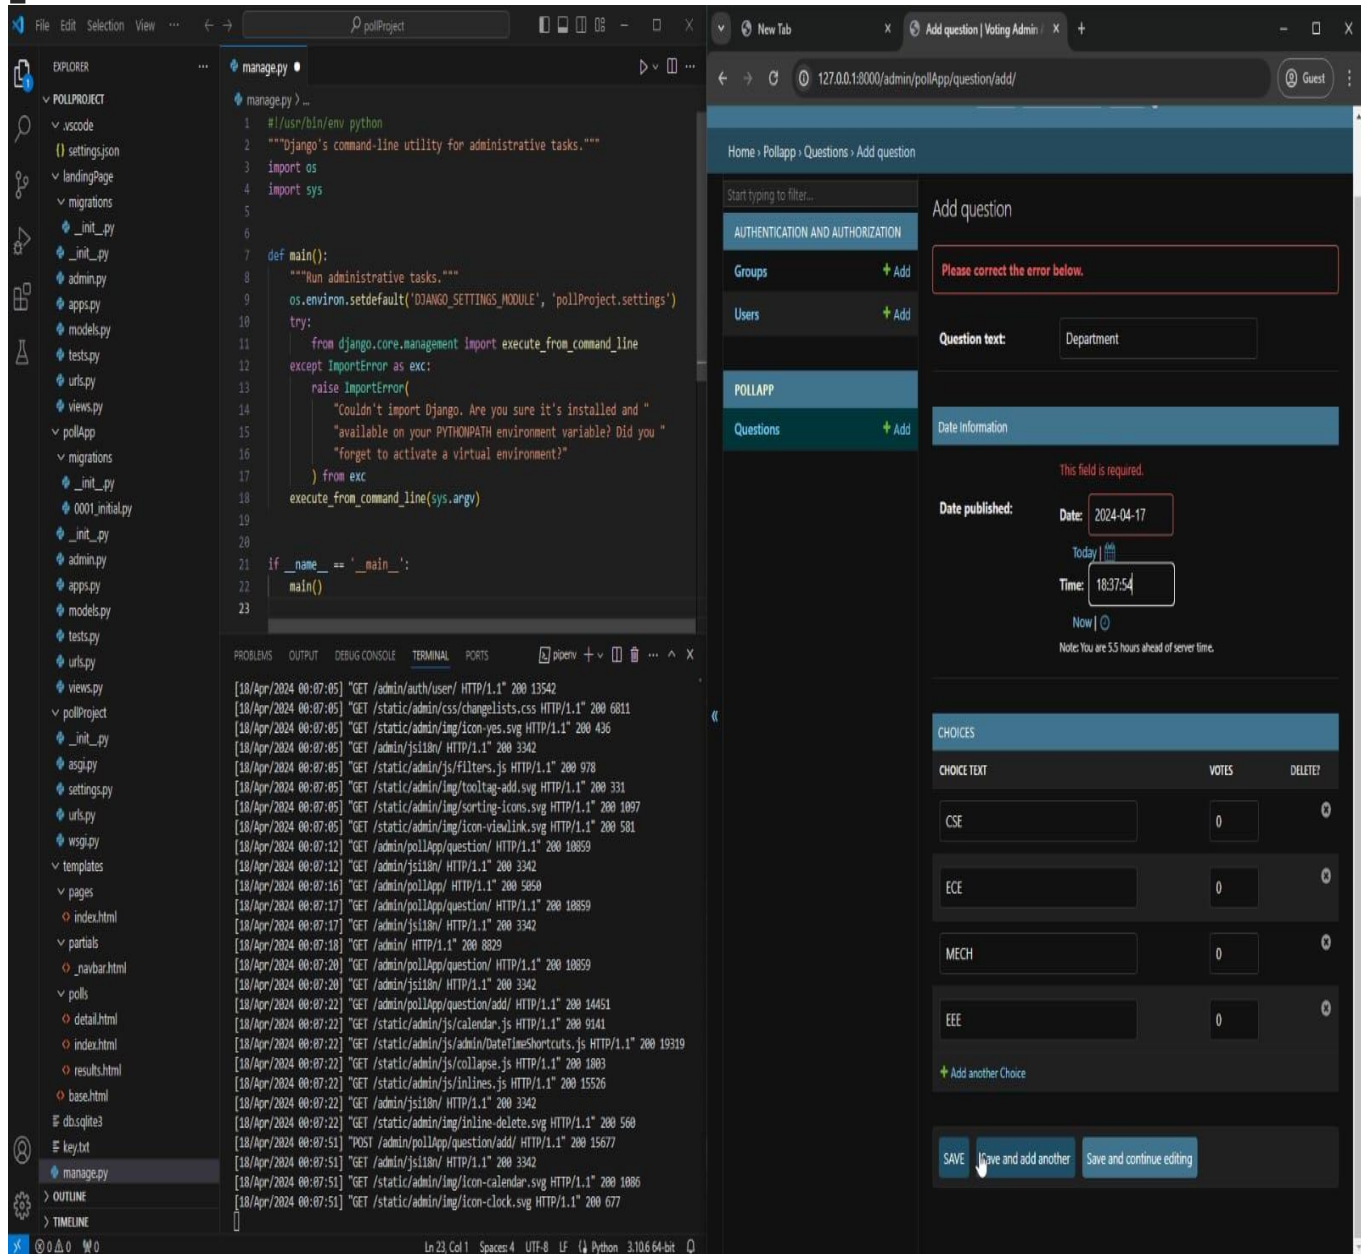 File Edit Selection View ··· pollProject
EXPLORER ···
POLLPROJECT
.vscode
{} settings.json
landingPage
migrations
__init__.py
__init__.py
admin.py
apps.py
models.py
tests.py
urls.py
views.py
pollApp
migrations
__init__.py
0001_initial.py
__init__.py
admin.py
apps.py
models.py
tests.py
urls.py
views.py
pollProject
__init__.py
asgi.py
settings.py
urls.py
wsgi.py
templates
pages
index.html
partials
_navbar.html
polls
detail.html
index.html
results.html
base.html
db.sqlite3
key.txt
manage.py
OUTLINE
TIMELINE
manage.py
manage.py > ...
1 #!/usr/bin/env python
2 """Django's command-line utility for administrative tasks."""
3 import os
4 import sys
5
6
7 def main():
8 """Run administrative tasks."""
9 os.environ.setdefault('DJANGO_SETTINGS_MODULE', 'pollProject.settings')
10 try:
11 from django.core.management import execute_from_command_line
12 except ImportError as exc:
13 raise ImportError(
14 "Couldn't import Django. Are you sure it's installed and "
15 "available on your PYTHONPATH environment variable? Did you "
16 "forget to activate a virtual environment?"
17 ) from exc
18 execute_from_command_line(sys.argv)
19
20
21 if __name__ == '__main__':
22 main()
23
PROBLEMS OUTPUT DEBUG CONSOLE TERMINAL PORTS pipenv
[18/Apr/2024 00:07:05] "GET /admin/auth/user/ HTTP/1.1" 200 13542
[18/Apr/2024 00:07:05] "GET /static/admin/css/changelists.css HTTP/1.1" 200 6811
[18/Apr/2024 00:07:05] "GET /static/admin/img/icon-yes.svg HTTP/1.1" 200 436
[18/Apr/2024 00:07:05] "GET /admin/jsi18n/ HTTP/1.1" 200 3342
[18/Apr/2024 00:07:05] "GET /static/admin/js/filters.js HTTP/1.1" 200 978
[18/Apr/2024 00:07:05] "GET /static/admin/img/tooltag-add.svg HTTP/1.1" 200 331
[18/Apr/2024 00:07:05] "GET /static/admin/img/sorting-icons.svg HTTP/1.1" 200 1097
[18/Apr/2024 00:07:05] "GET /static/admin/img/icon-viewlink.svg HTTP/1.1" 200 581
[18/Apr/2024 00:07:12] "GET /admin/pollApp/question/ HTTP/1.1" 200 10859
[18/Apr/2024 00:07:12] "GET /admin/jsi18n/ HTTP/1.1" 200 3342
[18/Apr/2024 00:07:16] "GET /admin/pollApp/ HTTP/1.1" 200 5050
[18/Apr/2024 00:07:17] "GET /admin/pollApp/question/ HTTP/1.1" 200 10859
[18/Apr/2024 00:07:17] "GET /admin/jsi18n/ HTTP/1.1" 200 3342
[18/Apr/2024 00:07:18] "GET /admin/ HTTP/1.1" 200 8829
[18/Apr/2024 00:07:20] "GET /admin/pollApp/question/ HTTP/1.1" 200 10859
[18/Apr/2024 00:07:20] "GET /admin/jsi18n/ HTTP/1.1" 200 3342
[18/Apr/2024 00:07:22] "GET /admin/pollApp/question/add/ HTTP/1.1" 200 14451
[18/Apr/2024 00:07:22] "GET /static/admin/js/calendar.js HTTP/1.1" 200 9141
[18/Apr/2024 00:07:22] "GET /static/admin/js/admin/DateTimeShortcuts.js HTTP/1.1" 200 19319
[18/Apr/2024 00:07:22] "GET /static/admin/js/collapse.js HTTP/1.1" 200 1803
[18/Apr/2024 00:07:22] "GET /static/admin/js/inlines.js HTTP/1.1" 200 15526
[18/Apr/2024 00:07:22] "GET /admin/jsi18n/ HTTP/1.1" 200 3342
[18/Apr/2024 00:07:22] "GET /static/admin/img/inline-delete.svg HTTP/1.1" 200 560
[18/Apr/2024 00:07:51] "POST /admin/pollApp/question/add/ HTTP/1.1" 200 15677
[18/Apr/2024 00:07:51] "GET /admin/jsi18n/ HTTP/1.1" 200 3342
[18/Apr/2024 00:07:51] "GET /static/admin/img/icon-calendar.svg HTTP/1.1" 200 1086
[18/Apr/2024 00:07:51] "GET /static/admin/img/icon-clock.svg HTTP/1.1" 200 677
0 0 0 Ln 23, Col 1 Spaces: 4 UTF-8 LF Python 3.10.6 64-bit
New Tab Add question | Voting Admin
127.0.0.1:8000/admin/pollApp/question/add/ Guest
Home › Pollapp › Questions › Add question
Start typing to filter...
AUTHENTICATION AND AUTHORIZATION
Groups + Add
Users + Add
POLLAPP
Questions + Add
«
Add question
Please correct the error below.
Question text: Department
Date Information
This field is required.
Date published: Date: 2024-04-17
Today |
Time: 18:37:54
Now |
Note: You are 5.5 hours ahead of server time.
CHOICES
CHOICE TEXT VOTES DELETE?
CSE 0
ECE 0
MECH 0
EEE 0
+ Add another Choice
SAVE Save and add another Save and continue editing